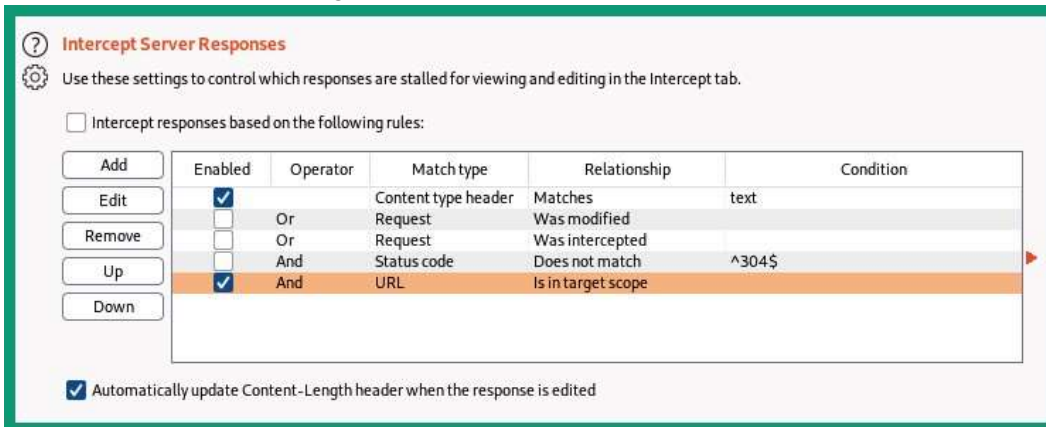 Intercept Server Responses
Use these settings to control which responses are stalled for viewing and editing in the Intercept tab.
Intercept responses based on the following rules:
Add
Edit
Remove
Up
Down
Enabled Operator Match type Relationship Condition
Content type header Matches text
Or Request Was modified
Or Request Was intercepted
And Status code Does not match ^304$
And URL Is in target scope
Automatically update Content-Length header when the response is edited